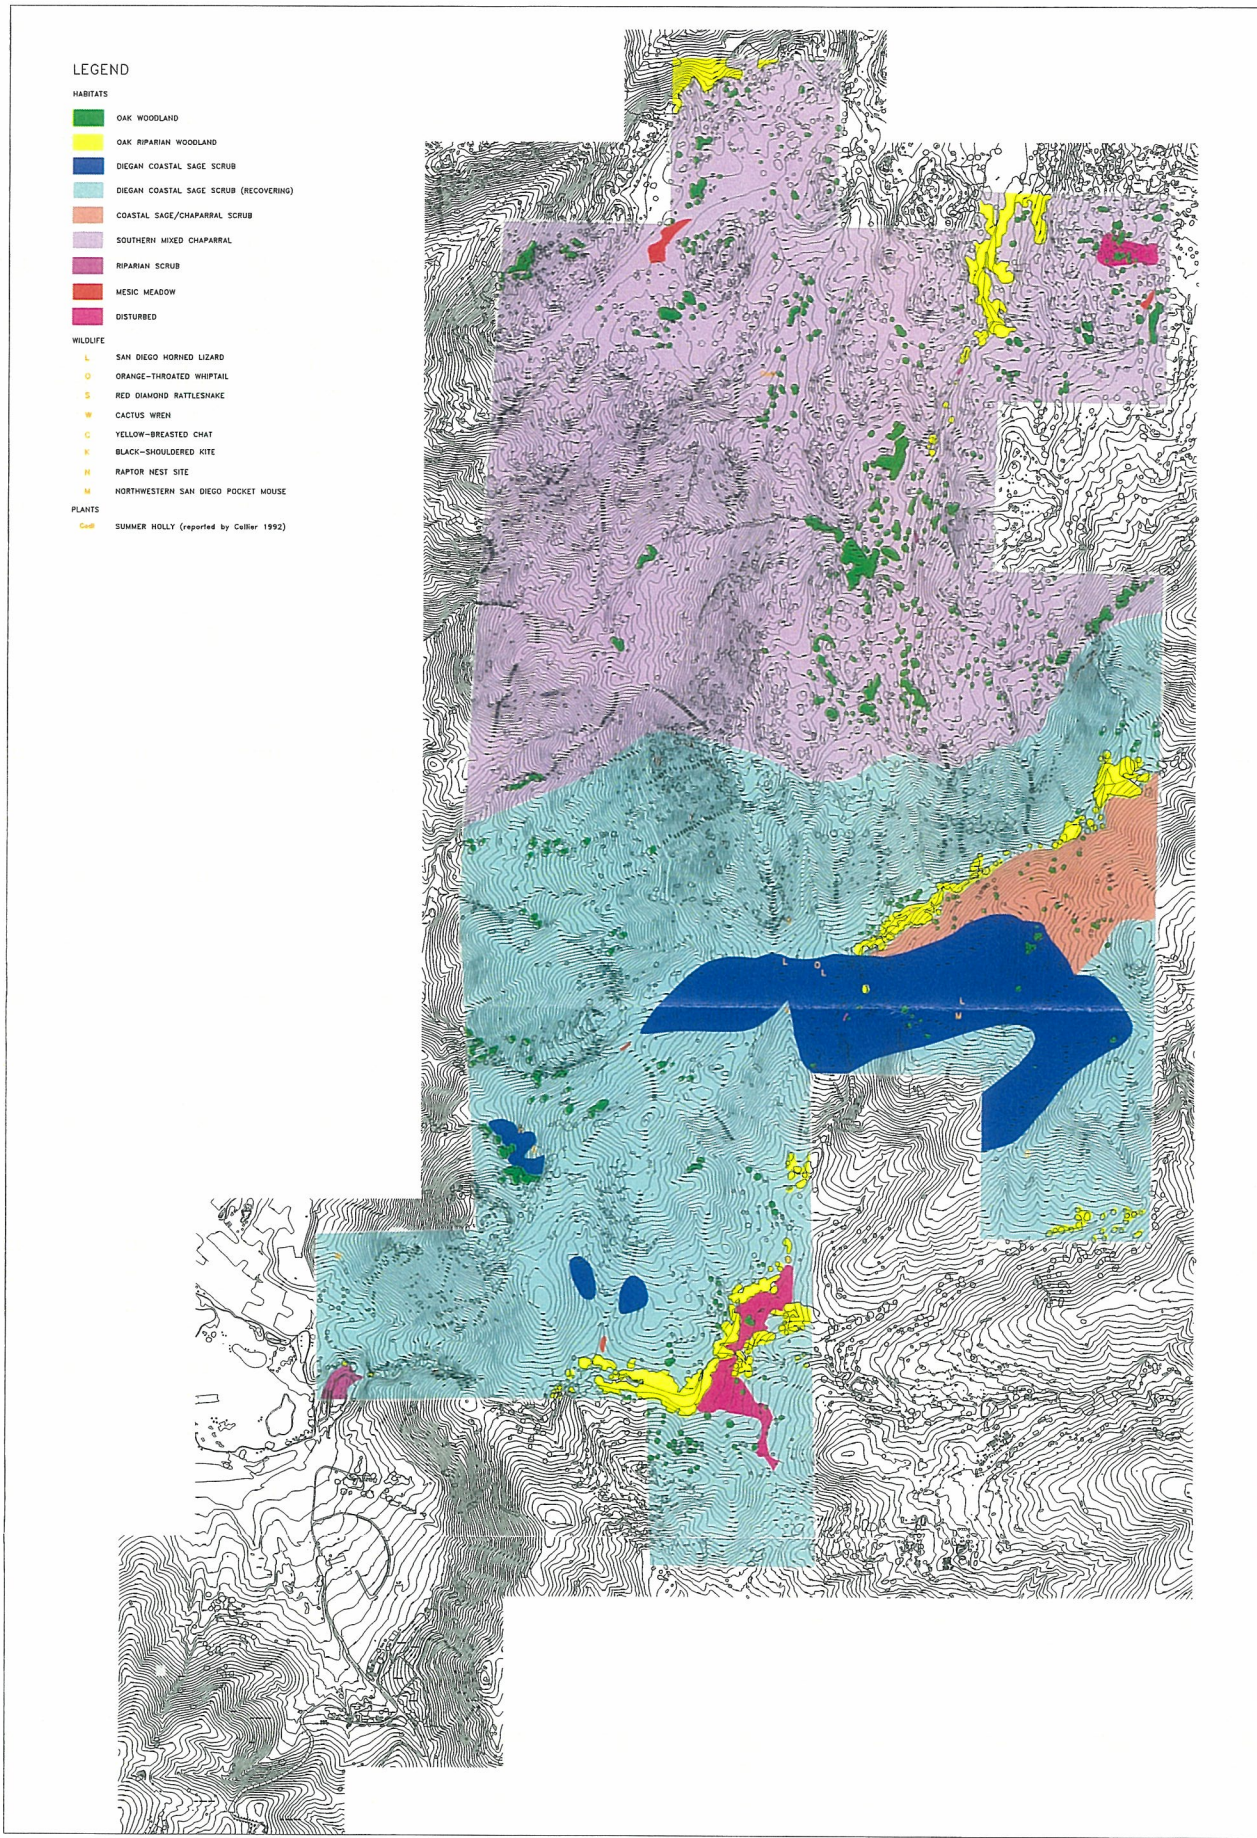 LEGEND
HABITATS
OAK WOODLAND
OAK RIPARIAN WOODLAND
DIEGAN COASTAL SAGE SCRUB
DIEGAN COASTAL SAGE SCRUB (RECOVERING)
COASTAL SAGE/CHAPARRAL SCRUB
SOUTHERN MIXED CHAPARRAL
RIPARIAN SCRUB
MESIC MEADOW
DISTURBED
WILDLIFE
L SAN DIEGO HORNED LIZARD
O ORANGE-THROATED WHIPTAIL
S RED DIAMOND RATTLESNAKE
W CACTUS WREN
C YELLOW-BREASTED CHAT
K BLACK-SHOULDERED KITE
N RAPTOR NEST SITE
M NORTHWESTERN SAN DIEGO POCKET MOUSE
PLANTS
SUMMER HOLLY (reported by Collier 1992)
L
O
L
L
M